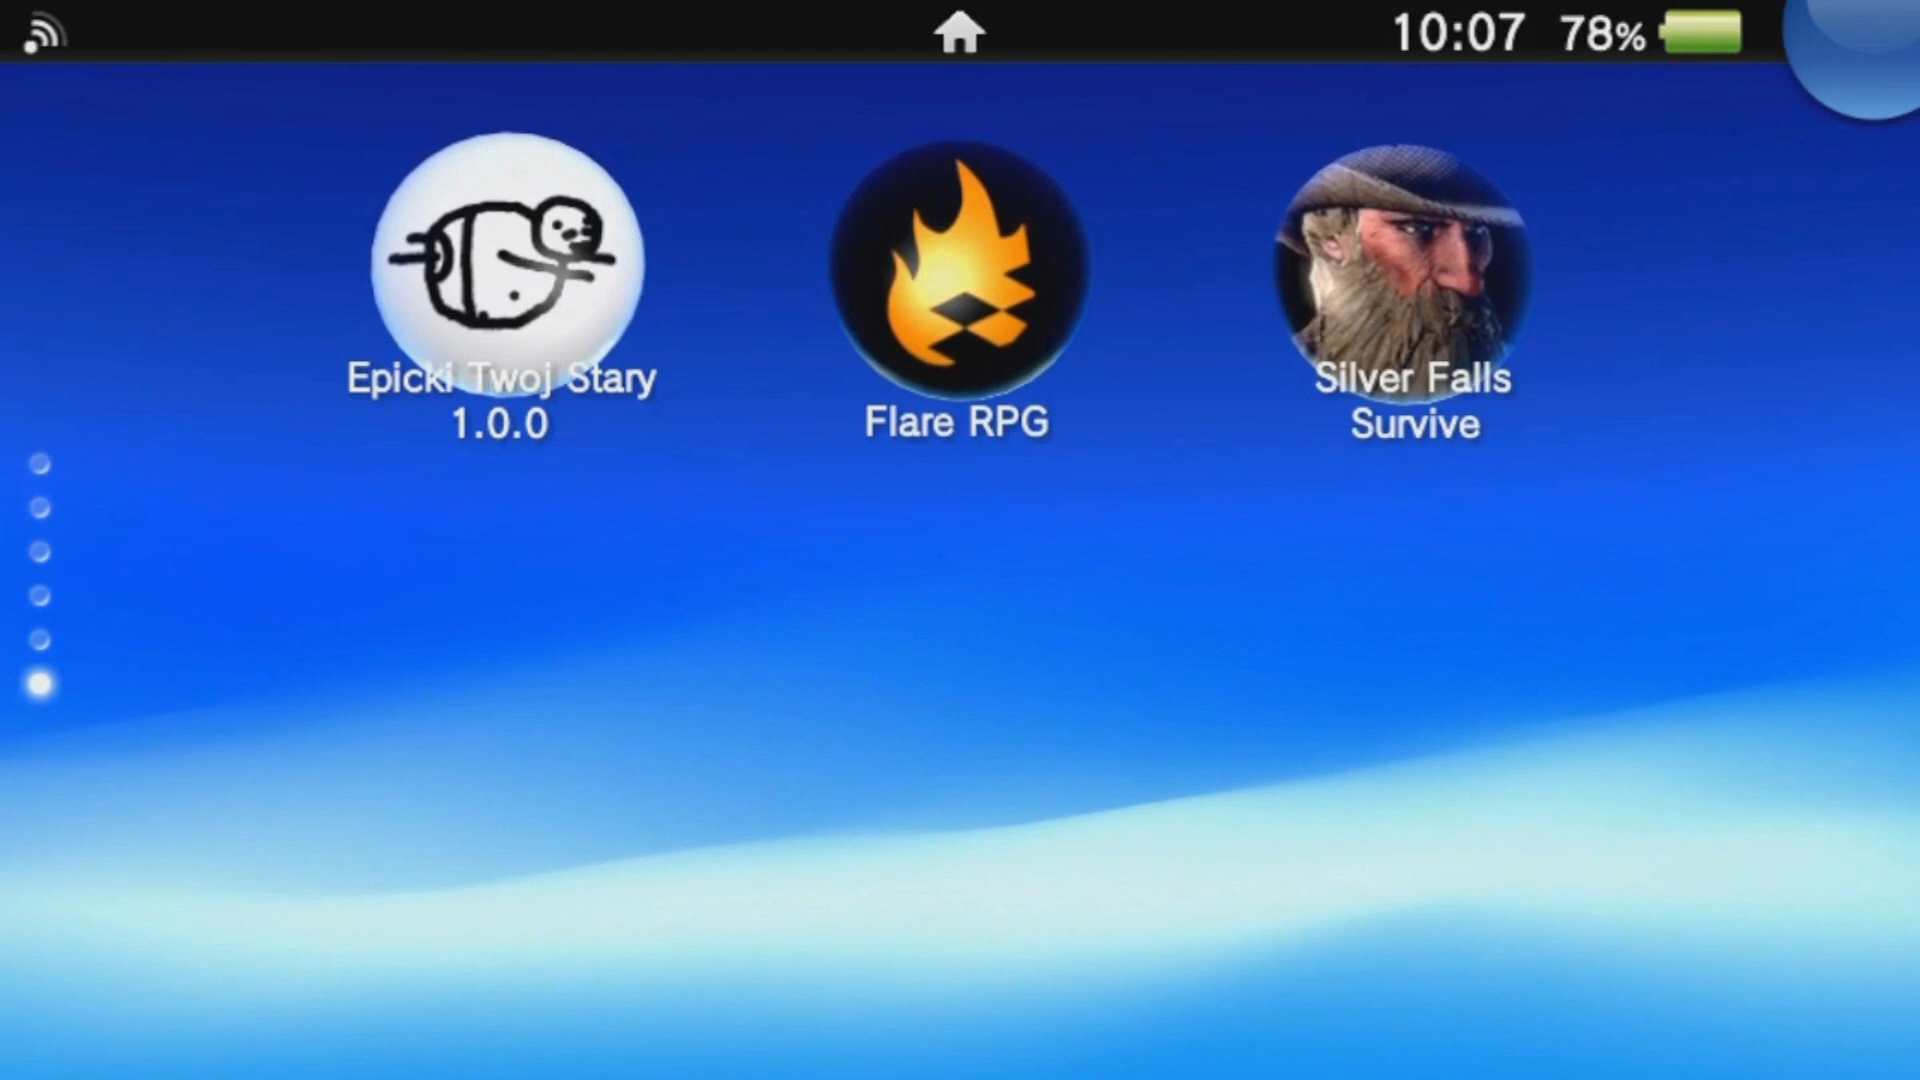 10:07 78%
Epicki Twoj Stary
1.0.0
Flare RPG
Silver Falls
Survive